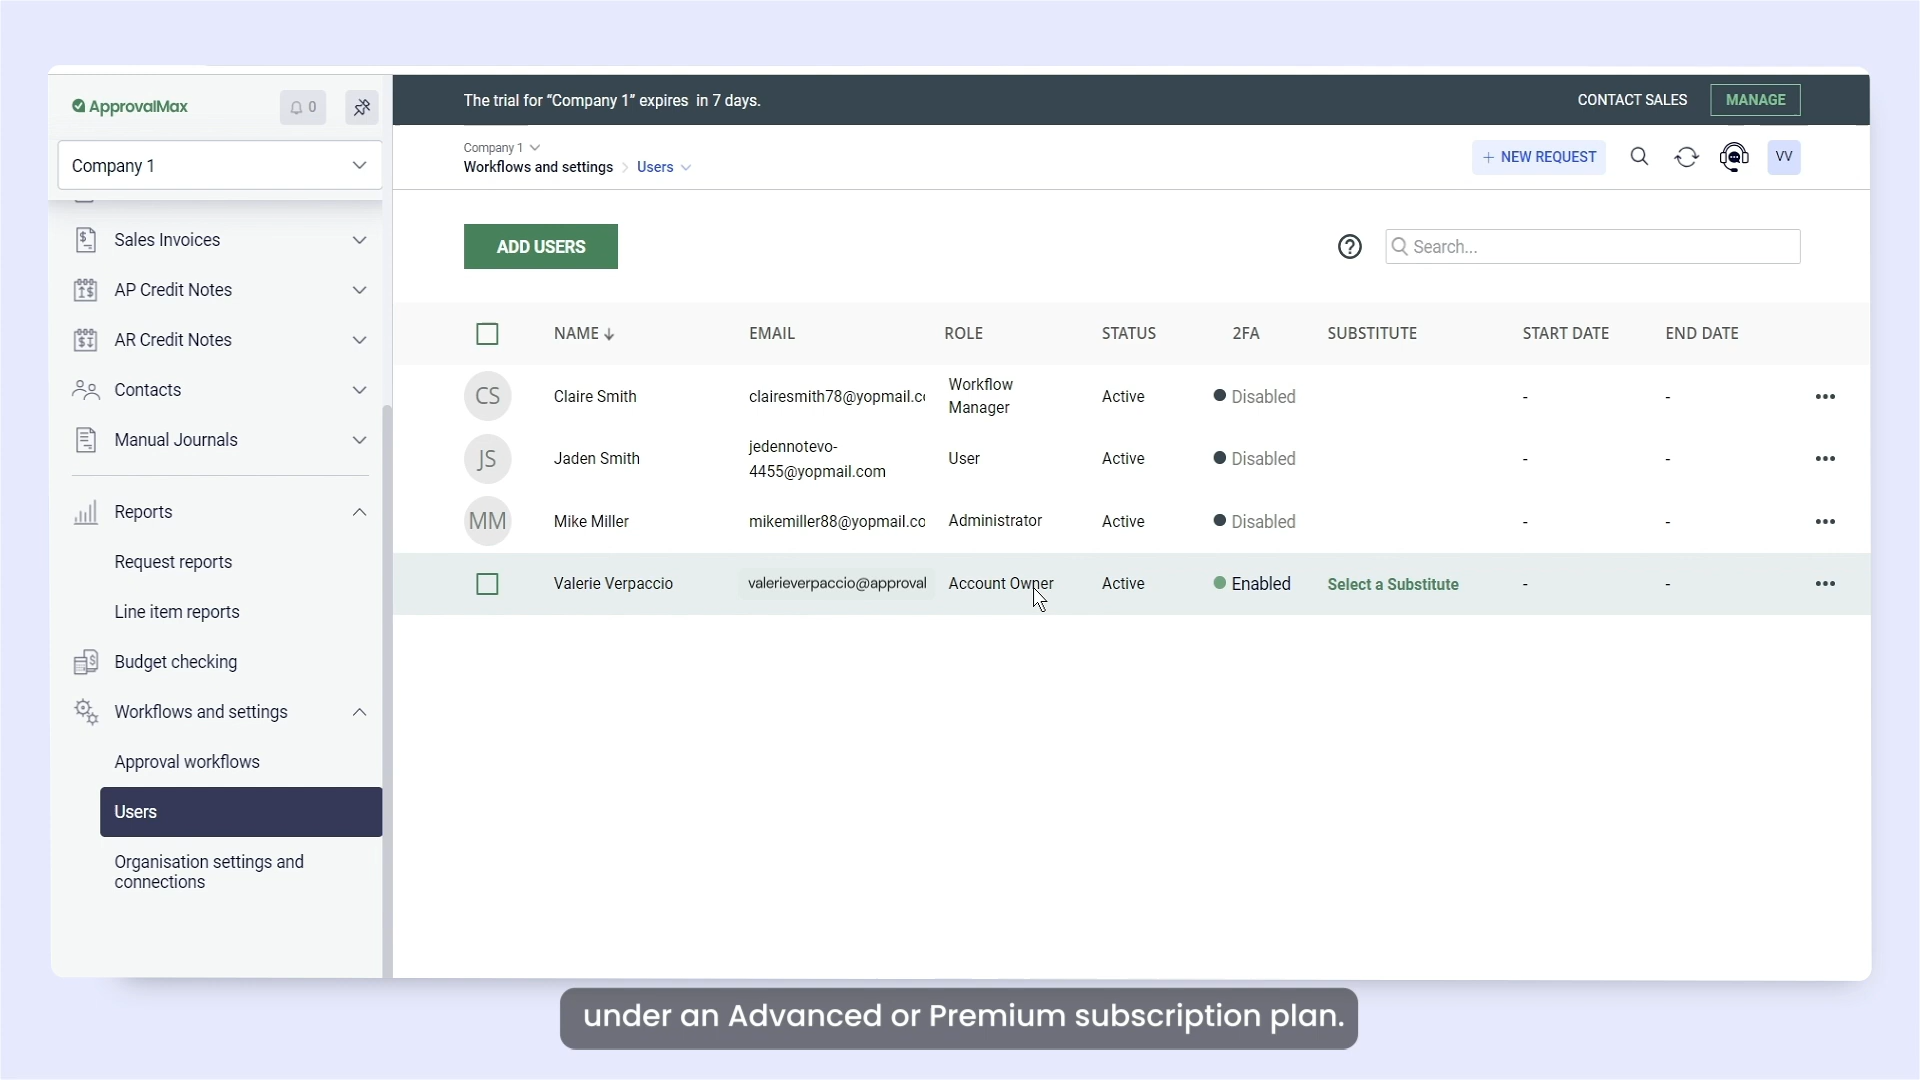 ApprovalMax
0
Company 1
Sales Invoices
AP Credit Notes
AR Credit Notes
Contacts
Manual Journals
Reports
Request reports
Line item reports
Budget checking
Workflows and settings
Approval workflows
Users
Organisation settings and
connections
The trial for "Company 1" expires in 7 days.
CONTACT SALES
MANAGE
Company 1
Workflows and settings
Users
+ NEW REQUEST
VV
ADD USERS
?
Search...
NAME
EMAIL
ROLE
STATUS
2FA
SUBSTITUTE
START DATE
END DATE
CS
Claire Smith
clairesmith78@yopmail.c
Workflow
Manager
Active
Disabled
-
-
JS
Jaden Smith
jedennotevo-
4455@yopmail.com
User
Active
Disabled
-
-
MM
Mike Miller
mikemiller88@yopmail.co
Administrator
Active
Disabled
-
-
Valerie Verpaccio
valerieverpaccio@approval
Account Owner
Active
Enabled
Select a Substitute
-
-
under an Advanced or Premium subscription plan.